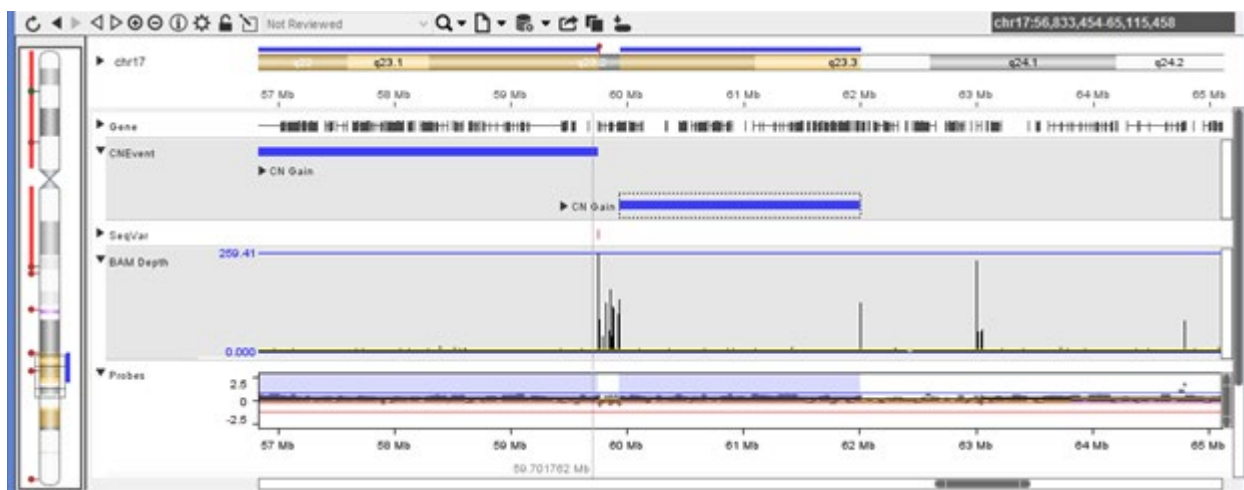 Not Reviewed
chr17:56,833,454-65,115,458
chr17
q23.1
q23.3
q24.1
q24.2
57 Mb 58 Mb 59 Mb 60 Mb 61 Mb 62 Mb 63 Mb 64 Mb 65 Mb
Gene
CNEvent
CN Gain
CN Gain
SeqVar
BAM Depth
259.41
0.000
Probes
2.5
0
-2.5
57 Mb 58 Mb 59 Mb 60 Mb 61 Mb 62 Mb 63 Mb 64 Mb 65 Mb
59.701762 Mb